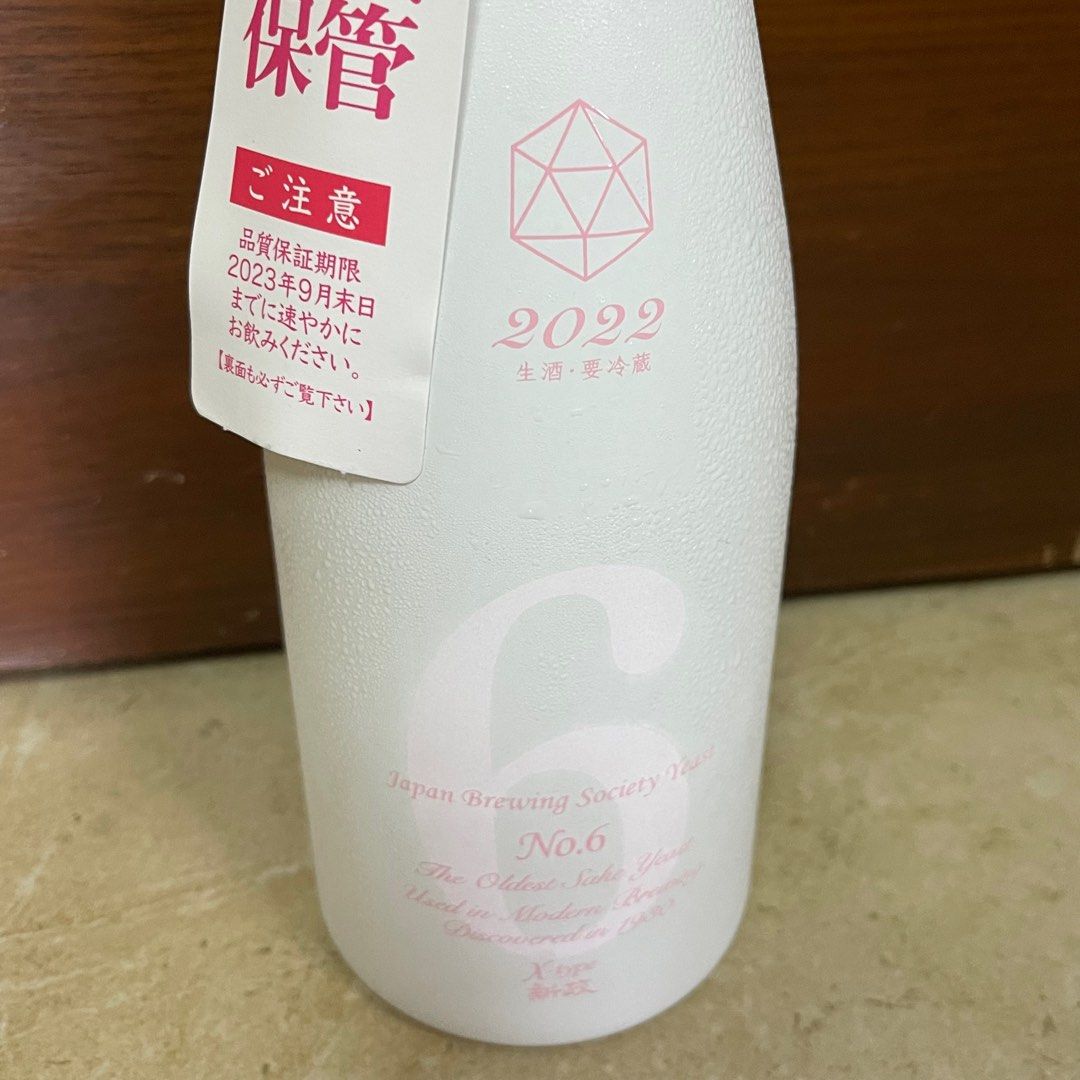 保管
ご注意
品質保証期限
2023年9月末日
までに速やかに
お飲みください。
【裏面も必ずご覧下さい】
2022
生酒・要冷蔵
6
Japan Brewing Society Yeast
No.6
The Oldest Sake Yeast
Used in Modern Brewing
Discovered in 1930
X-type
新政